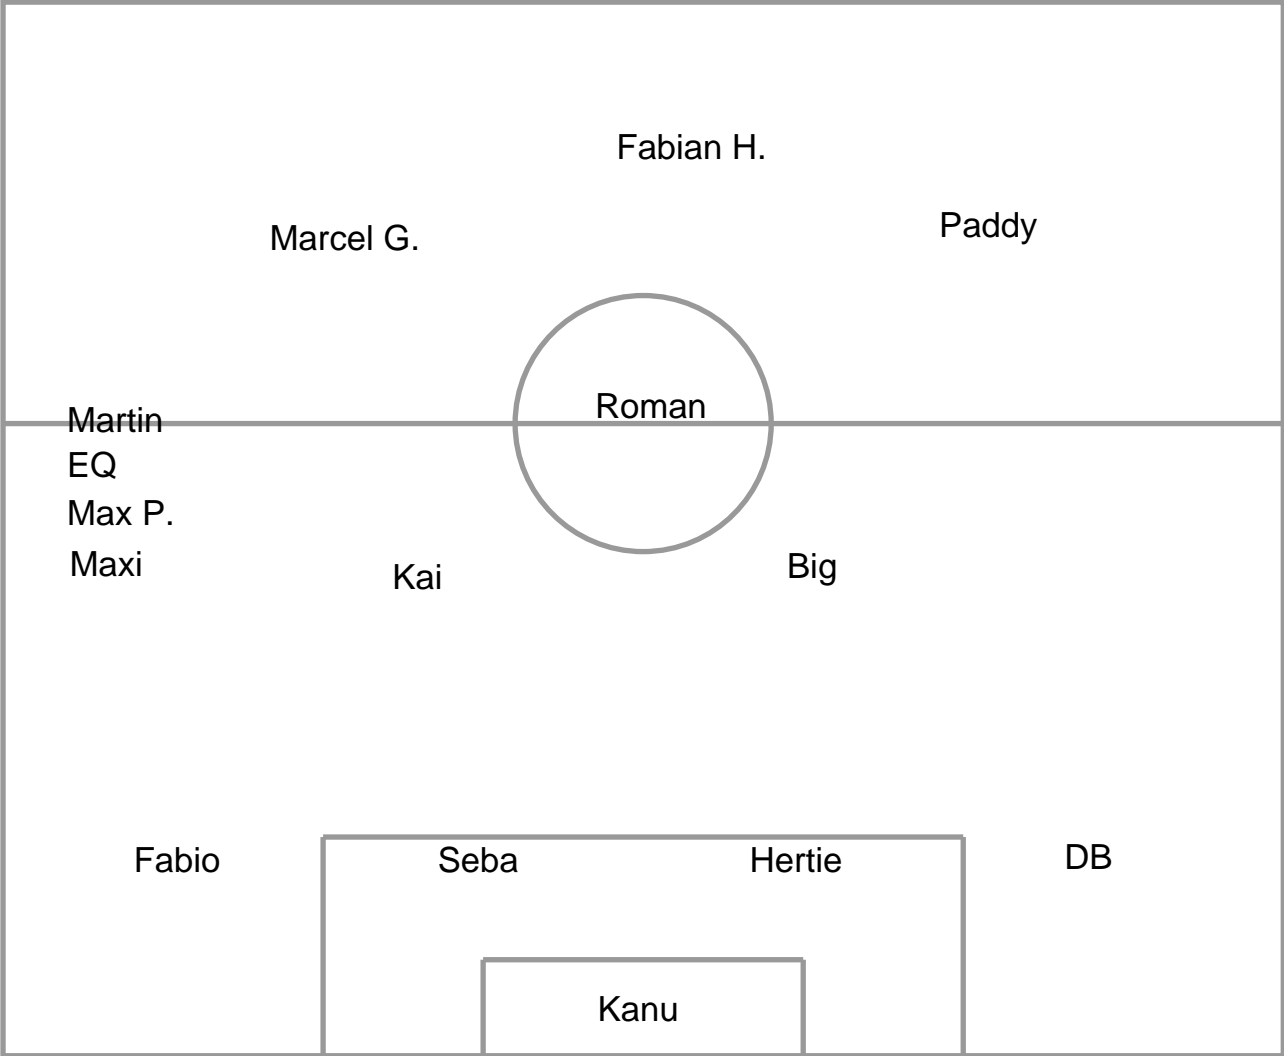 Fabian H.
Marcel G.
Paddy
Roman
Martin
EQ
Max P.
Maxi
Kai
Big
Fabio
Seba
Hertie
DB
Kanu